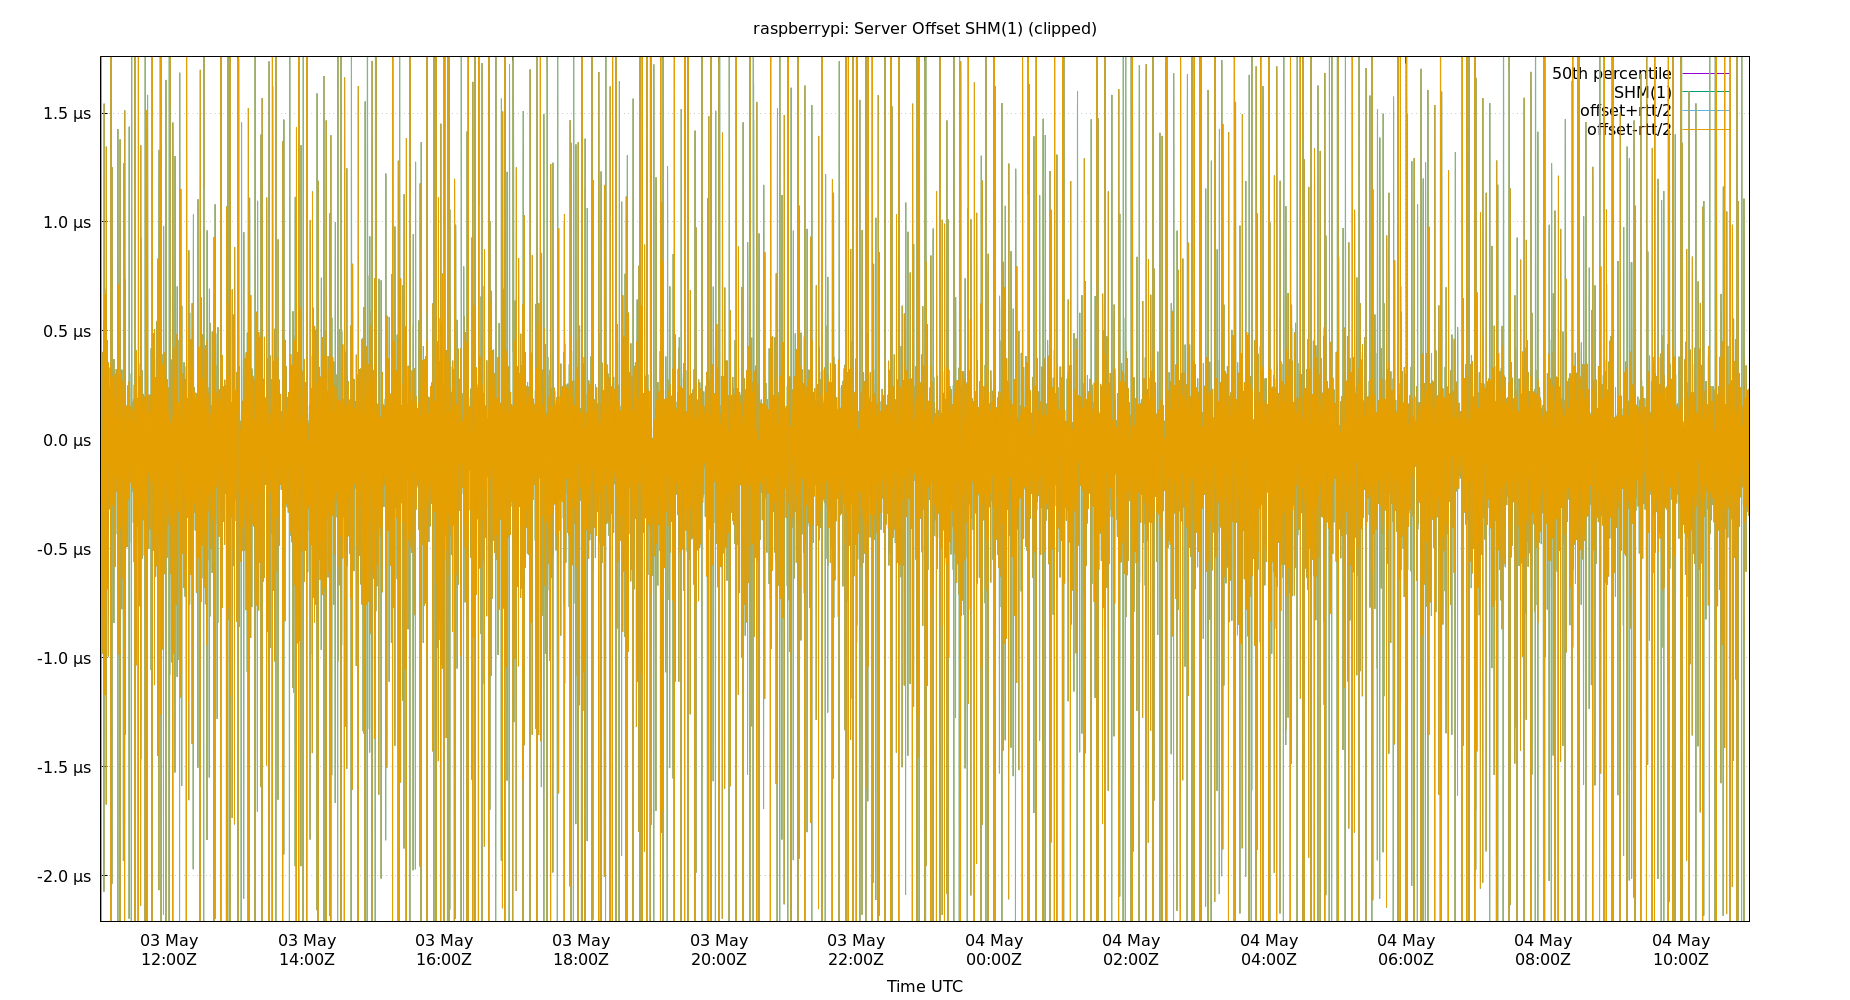 raspberrypi: Server Offset SHM(1) (clipped)
50th percentile
SHM(1)
offset+rtt/2
offset-rtt/2
1.5 µs
1.0 µs
0.5 µs
0.0 µs
-0.5 µs
-1.0 µs
-1.5 µs
-2.0 µs
03 May 03 May 03 May 03 May 03 May 03 May 04 May 04 May 04 May 04 May 04 May 04 May
12:00Z 14:00Z 16:00Z 18:00Z 20:00Z 22:00Z 00:00Z 02:00Z 04:00Z 06:00Z 08:00Z 10:00Z
Time UTC